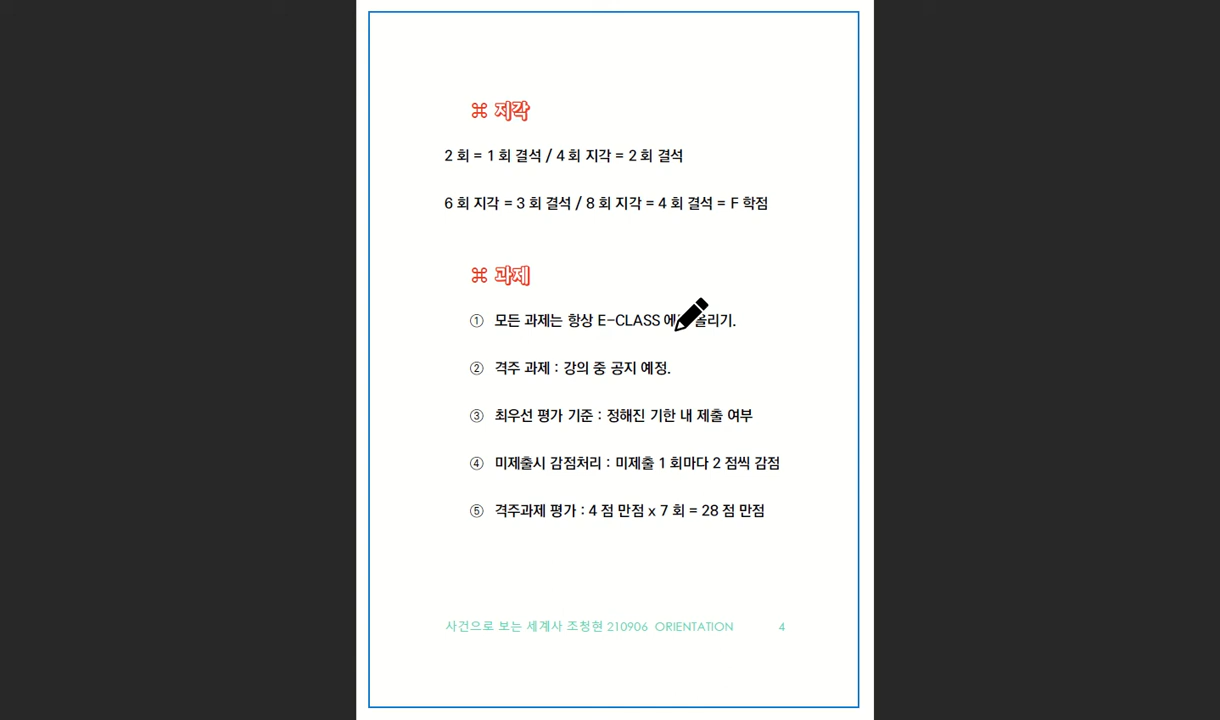 ⌘ 지각
2 회 = 1 회 결석 / 4 회 지각 = 2 회 결석
6 회 지각 = 3 회 결석 / 8 회 지각 = 4 회 결석 = F 학점
⌘ 과제
① 모든 과제는 항상 E-CLASS 올리기.
② 격주 과제 : 강의 중 공지 예정.
③ 최우선 평가 기준 : 정해진 기한 내 제출 여부
④ 미제출시 감점처리 : 미제출 1 회마다 2 점씩 감점
⑤ 격주과제 평가 : 4 점 만점 x 7 회 = 28 점 만점
사건으로 보는 세계사 조청현 210906 ORIENTATION 4